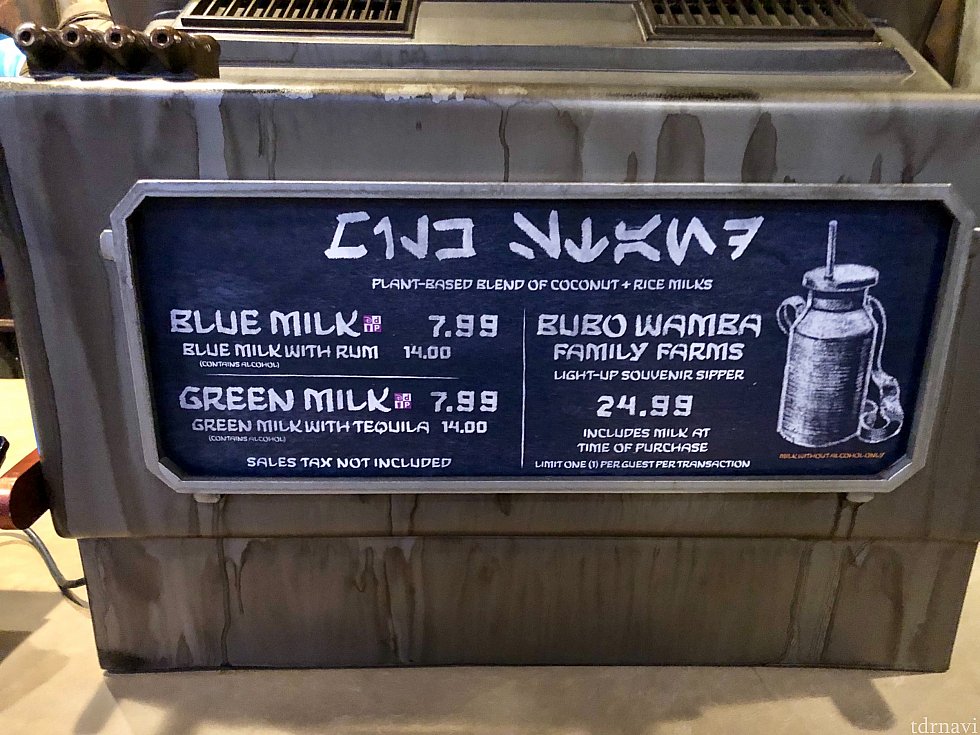 PLANT-BASED BLEND OF COCONUT + RICE MILKS
BLUE MILK DDP 7.99
BLUE MILK WITH RUM 14.00
(CONTAINS ALCOHOL)
GREEN MILK DDP 7.99
GREEN MILK WITH TEQUILA 14.00
(CONTAINS ALCOHOL)
SALES TAX NOT INCLUDED
BUBO WAMBA
FAMILY FARMS
LIGHT-UP SOUVENIR SIPPER
24.99
INCLUDES MILK AT
TIME OF PURCHASE
LIMIT ONE (1) PER GUEST PER TRANSACTION
MILK WITHOUT ALCOHOL ONLY
tdrnavi